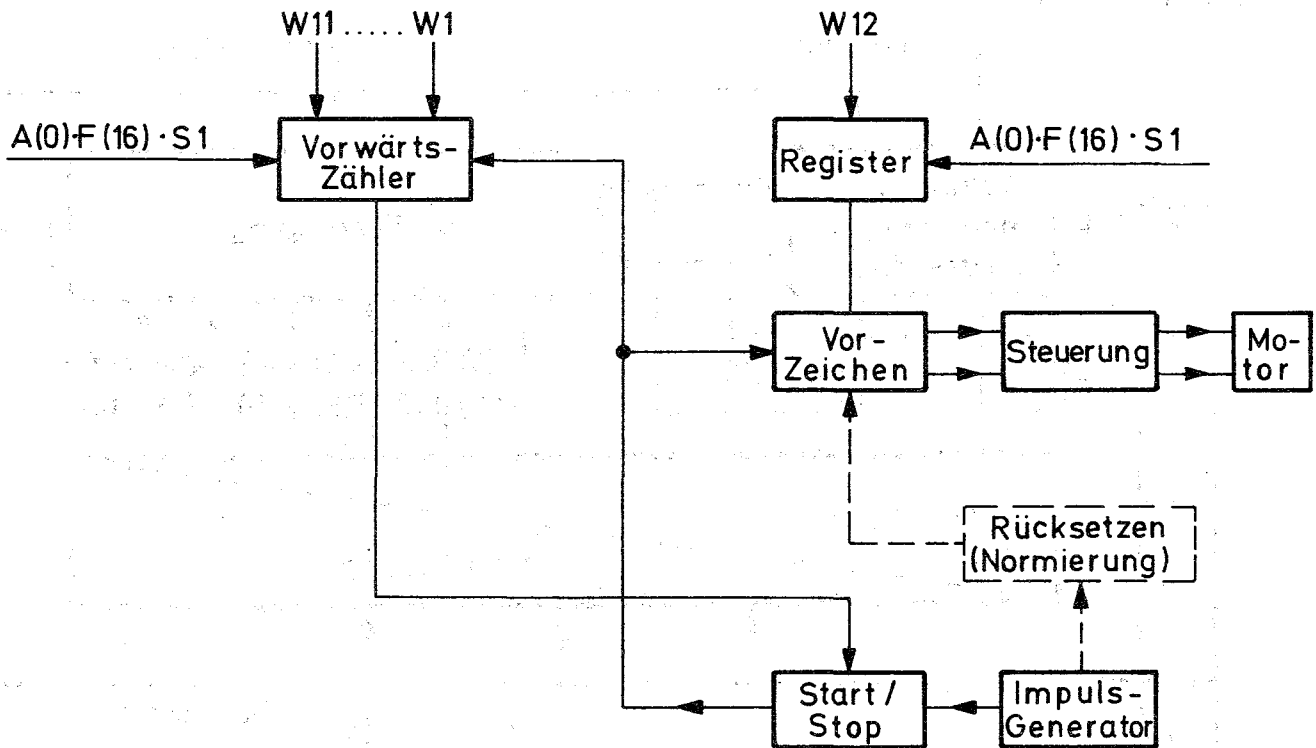 W11 ..... W1
W12
A(0)·F(16)·S1
Vorwärts-
Zähler
Register
A(0)·F(16)·S1
Vor-
Zeichen
Steuerung
Mo-
tor
Rücksetzen
(Normierung)
Start/
Stop
Impuls-
Generator